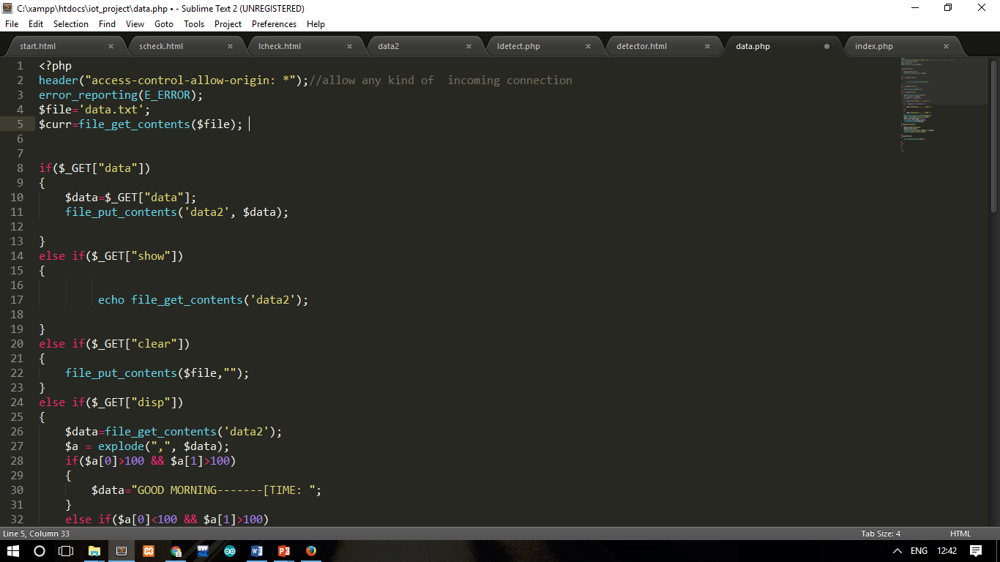 C:\xampp\htdocs\iot_project\data.php • - Sublime Text 2 (UNREGISTERED)
File Edit Selection Find View Goto Tools Project Preferences Help
start.html scheck.html lcheck.html data2 ldetect.php detector.html data.php index.php
1 <?php
2 header("access-control-allow-origin: *");//allow any kind of  incoming connection
3 error_reporting(E_ERROR);
4 $file='data.txt';
5 $curr=file_get_contents($file);
6
7
8 if($_GET["data"])
9 {
10     $data=$_GET["data"];
11     file_put_contents('data2', $data);
12
13 }
14 else if($_GET["show"])
15 {
16
17          echo file_get_contents('data2');
18
19 }
20 else if($_GET["clear"])
21 {
22     file_put_contents($file,"");
23 }
24 else if($_GET["disp"])
25 {
26     $data=file_get_contents('data2');
27     $a = explode(",", $data);
28     if($a[0]>100 && $a[1]>100)
29     {
30         $data="GOOD MORNING-------[TIME: ";
31     }
32     else if($a[0]<100 && $a[1]>100)
Line 5, Column 33 Tab Size: 4 HTML
ENG 12:42